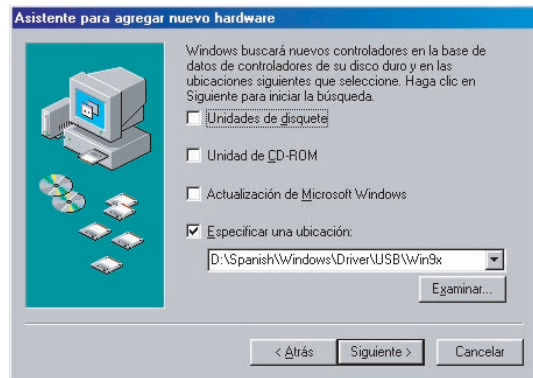 Asistente para agregar nuevo hardware
Windows buscará nuevos controladores en la base de
datos de controladores de su disco duro y en las
ubicaciones siguientes que seleccione. Haga clic en
Siguiente para iniciar la búsqueda.
Unidades de disquete
Unidad de CD-ROM
Actualización de Microsoft Windows
Especificar una ubicación:
D:\Spanish\Windows\Driver\USB\Win9x
Examinar...
< Atrás
Siguiente >
Cancelar